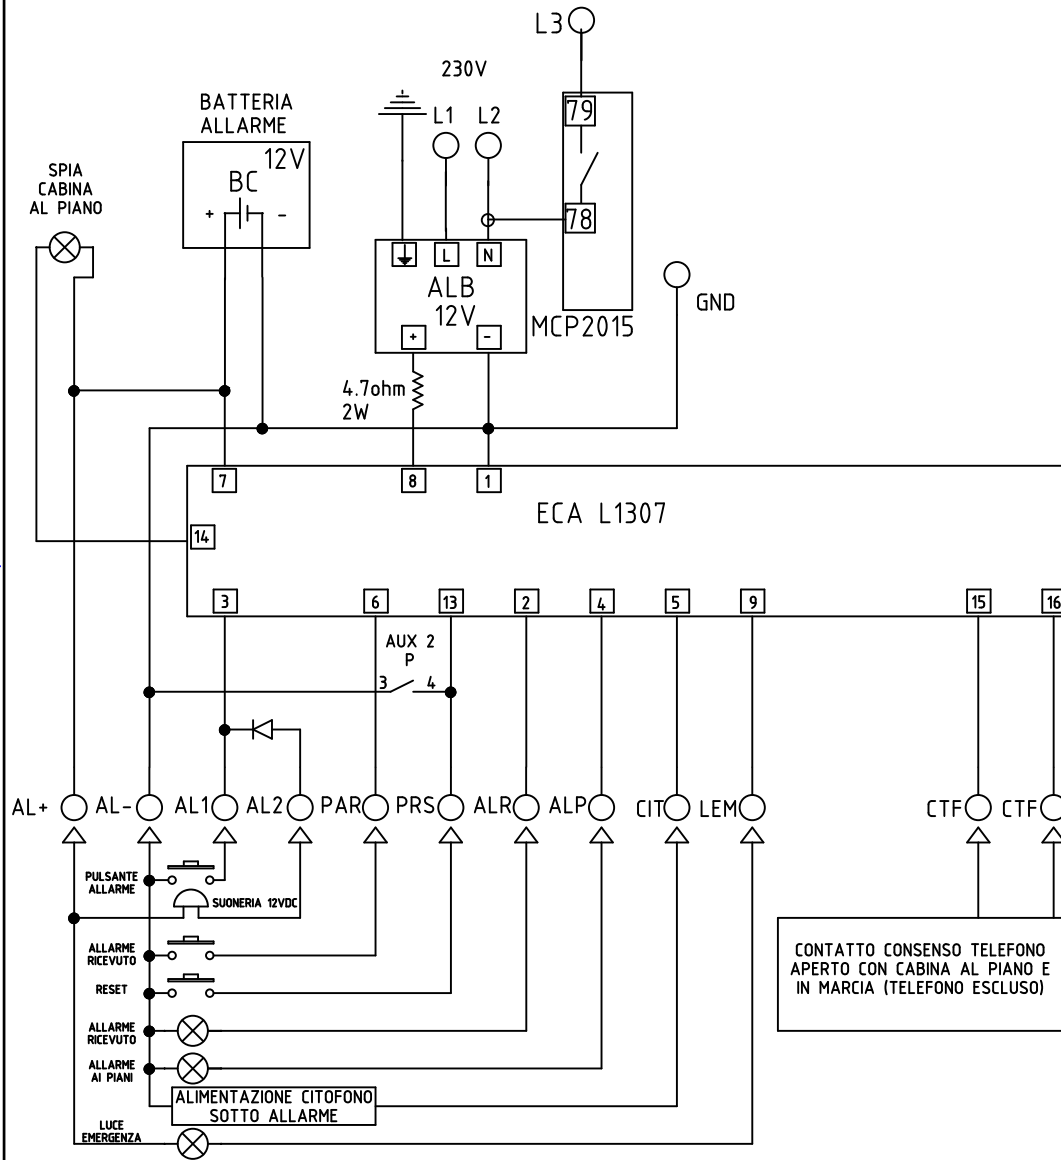 L3
230V
L1
L2
79
78
BATTERIA
ALLARME
12V
BC
+
-
SPIA
CABINA
AL PIANO
L
N
ALB
12V
+
-
MCP2015
GND
4.7ohm
2W
7
8
1
ECA L1307
14
3
6
13
2
4
5
9
15
16
AUX 2
P
3
4
AL+
AL-
AL1
AL2
PAR
PRS
ALR
ALP
CIT
LEM
CTF
CTF
PULSANTE
ALLARME
SUONERIA 12VDC
ALLARME
RICEVUTO
RESET
ALLARME
RICEVUTO
ALLARME
AI PIANI
ALIMENTAZIONE CITOFONO
SOTTO ALLARME
LUCE
EMERGENZA
CONTATTO CONSENSO TELEFONO
APERTO CON CABINA AL PIANO E
IN MARCIA (TELEFONO ESCLUSO)